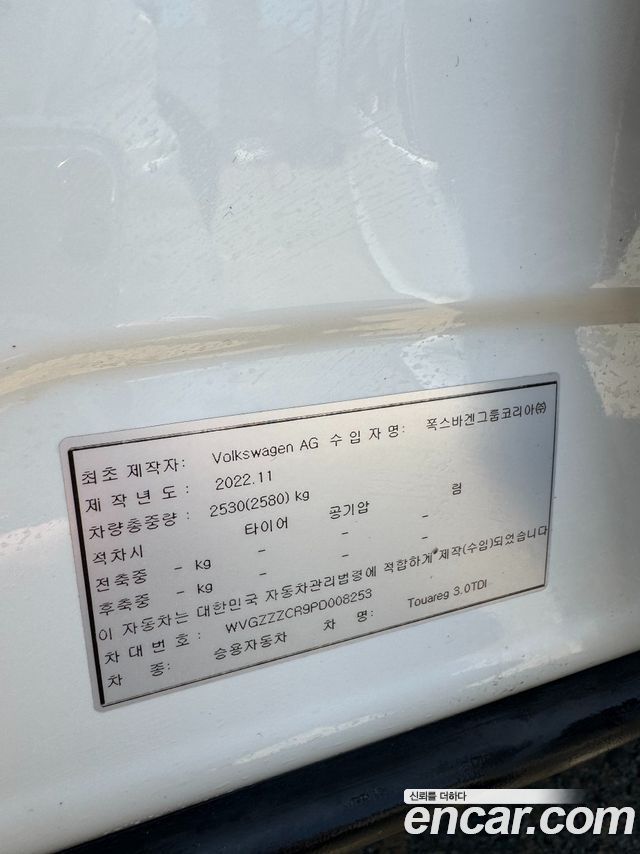 최초 제작자: Volkswagen AG 수 입 자 명: 폭스바겐그룹코리아㈜
제 작 년 도 : 2022.11
차량총중량 : 2530(2580) kg
적차시 타이어 공기압 림
전축중 - kg - - -
후축중 - kg - - -
이 자동차는 대한민국 자동차관리법령에 적합하게 제작(수입)되었습니다
차 대 번 호 : WVGZZZCR9PD008253
차 종: 승용자동차 차 명: Touareg 3.0TDI
신뢰를 더하다
encar.com